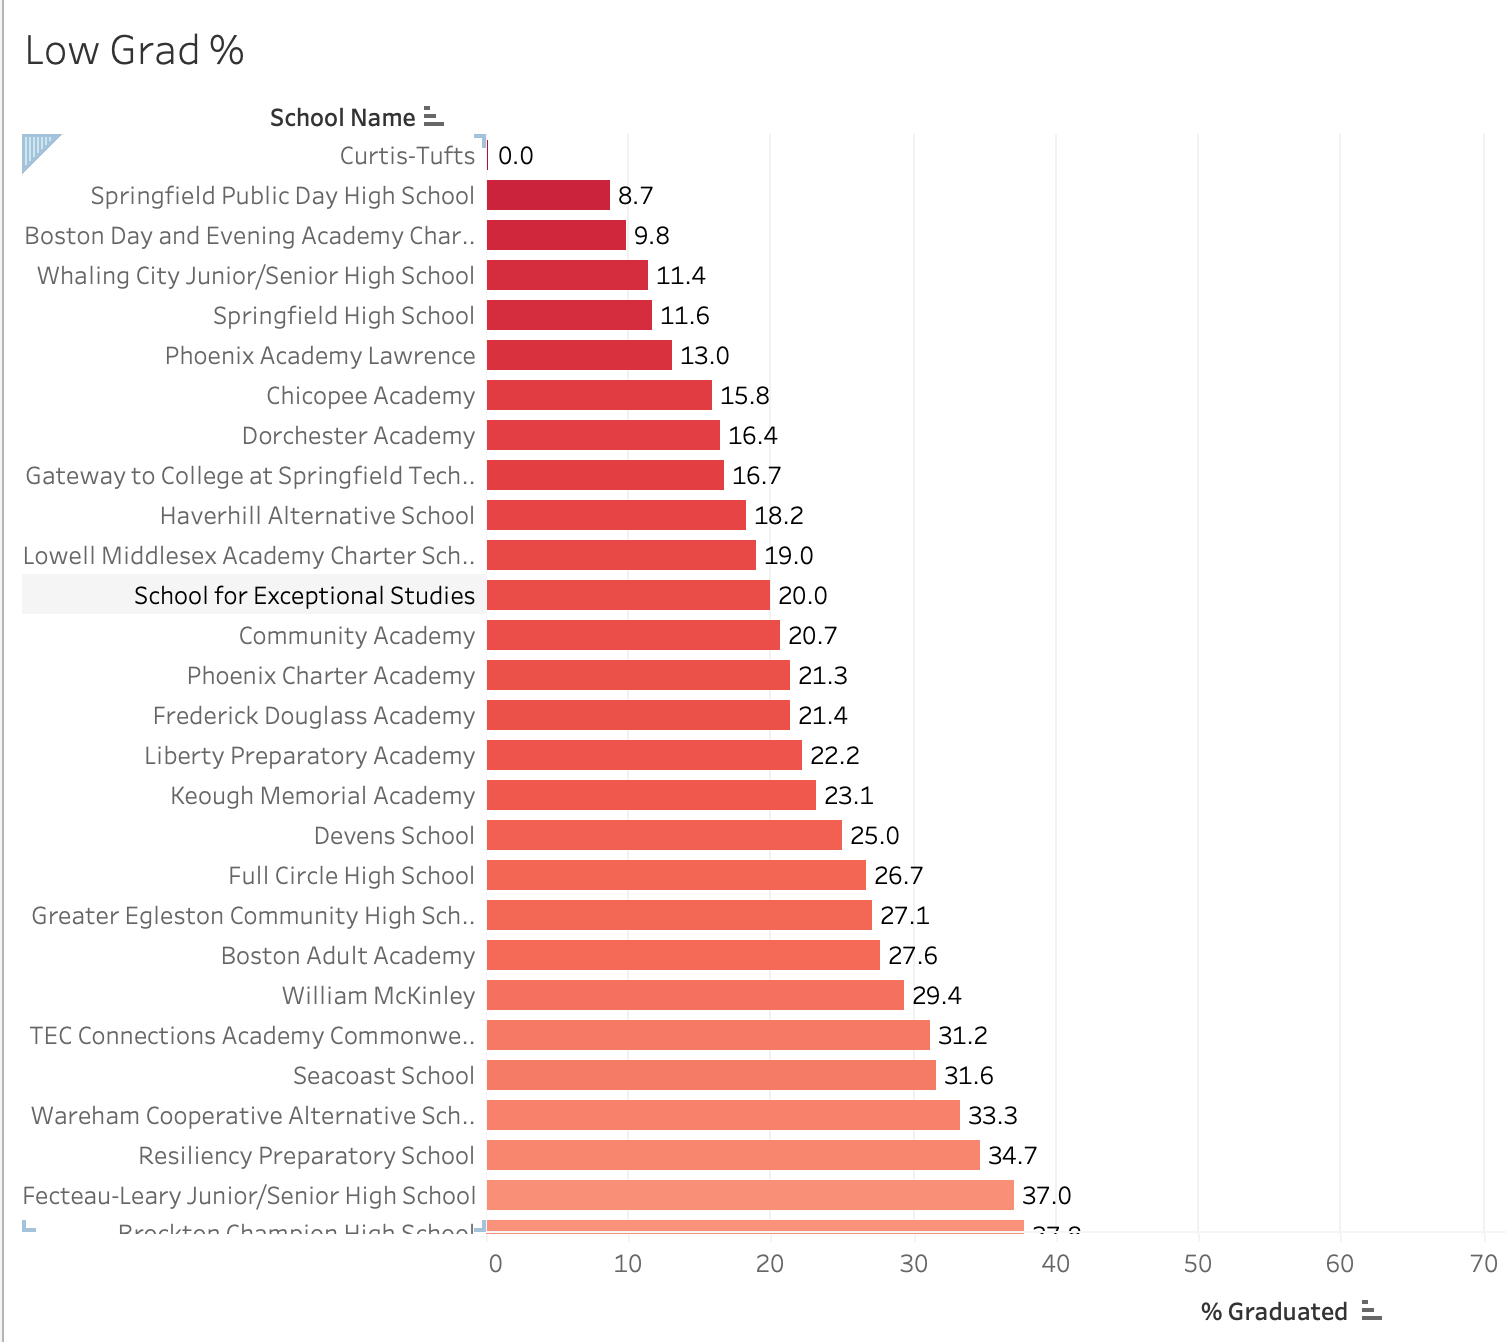 Low Grad %
School Name
Curtis-Tufts 0.0
Springfield Public Day High School 8.7
Boston Day and Evening Academy Char.. 9.8
Whaling City Junior/Senior High School 11.4
Springfield High School 11.6
Phoenix Academy Lawrence 13.0
Chicopee Academy 15.8
Dorchester Academy 16.4
Gateway to College at Springfield Tech.. 16.7
Haverhill Alternative School 18.2
Lowell Middlesex Academy Charter Sch.. 19.0
School for Exceptional Studies 20.0
Community Academy 20.7
Phoenix Charter Academy 21.3
Frederick Douglass Academy 21.4
Liberty Preparatory Academy 22.2
Keough Memorial Academy 23.1
Devens School 25.0
Full Circle High School 26.7
Greater Egleston Community High Sch.. 27.1
Boston Adult Academy 27.6
William McKinley 29.4
TEC Connections Academy Commonwe.. 31.2
Seacoast School 31.6
Wareham Cooperative Alternative Sch.. 33.3
Resiliency Preparatory School 34.7
Fecteau-Leary Junior/Senior High School 37.0
Brockton Champion High School 37.8
0 10 20 30 40 50 60 70
% Graduated